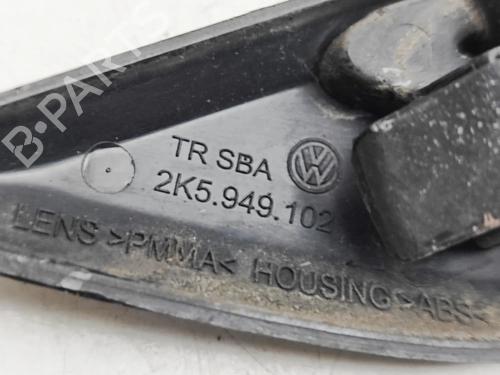 B-PARTS
TR SBA
2K5.949.102
LENS >PMMA< HOUSING >ABS<